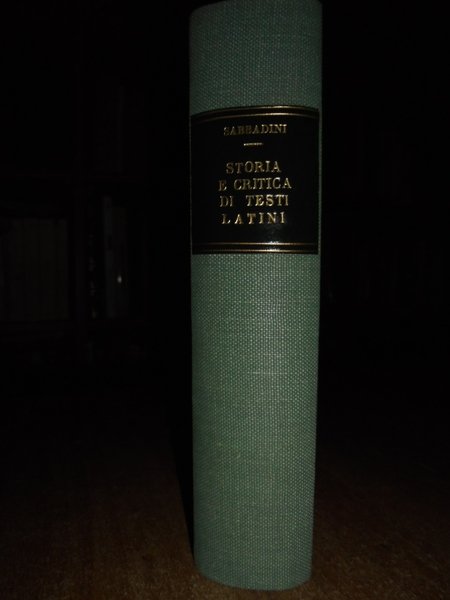 SABBADINI
STORIA
E CRITICA
DI TESTI
LATINI